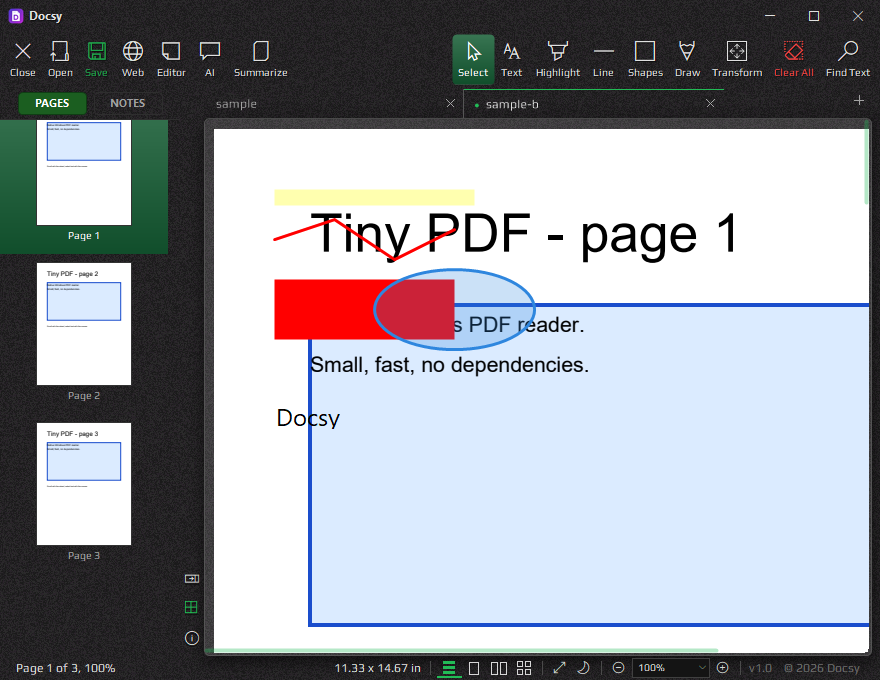 Docsy
Close Open Save Web Editor AI Summarize Select Text Highlight Line Shapes Draw Transform Clear All Find Text
PAGES NOTES sample sample-b
Page 1
Tiny PDF - page 2
Page 2
Tiny PDF - page 3
Page 3
Tiny PDF - page 1
s PDF reader.
Small, fast, no dependencies.
Docsy
Page 1 of 3, 100% 11.33 x 14.67 in 100% v1.0 © 2026 Docsy